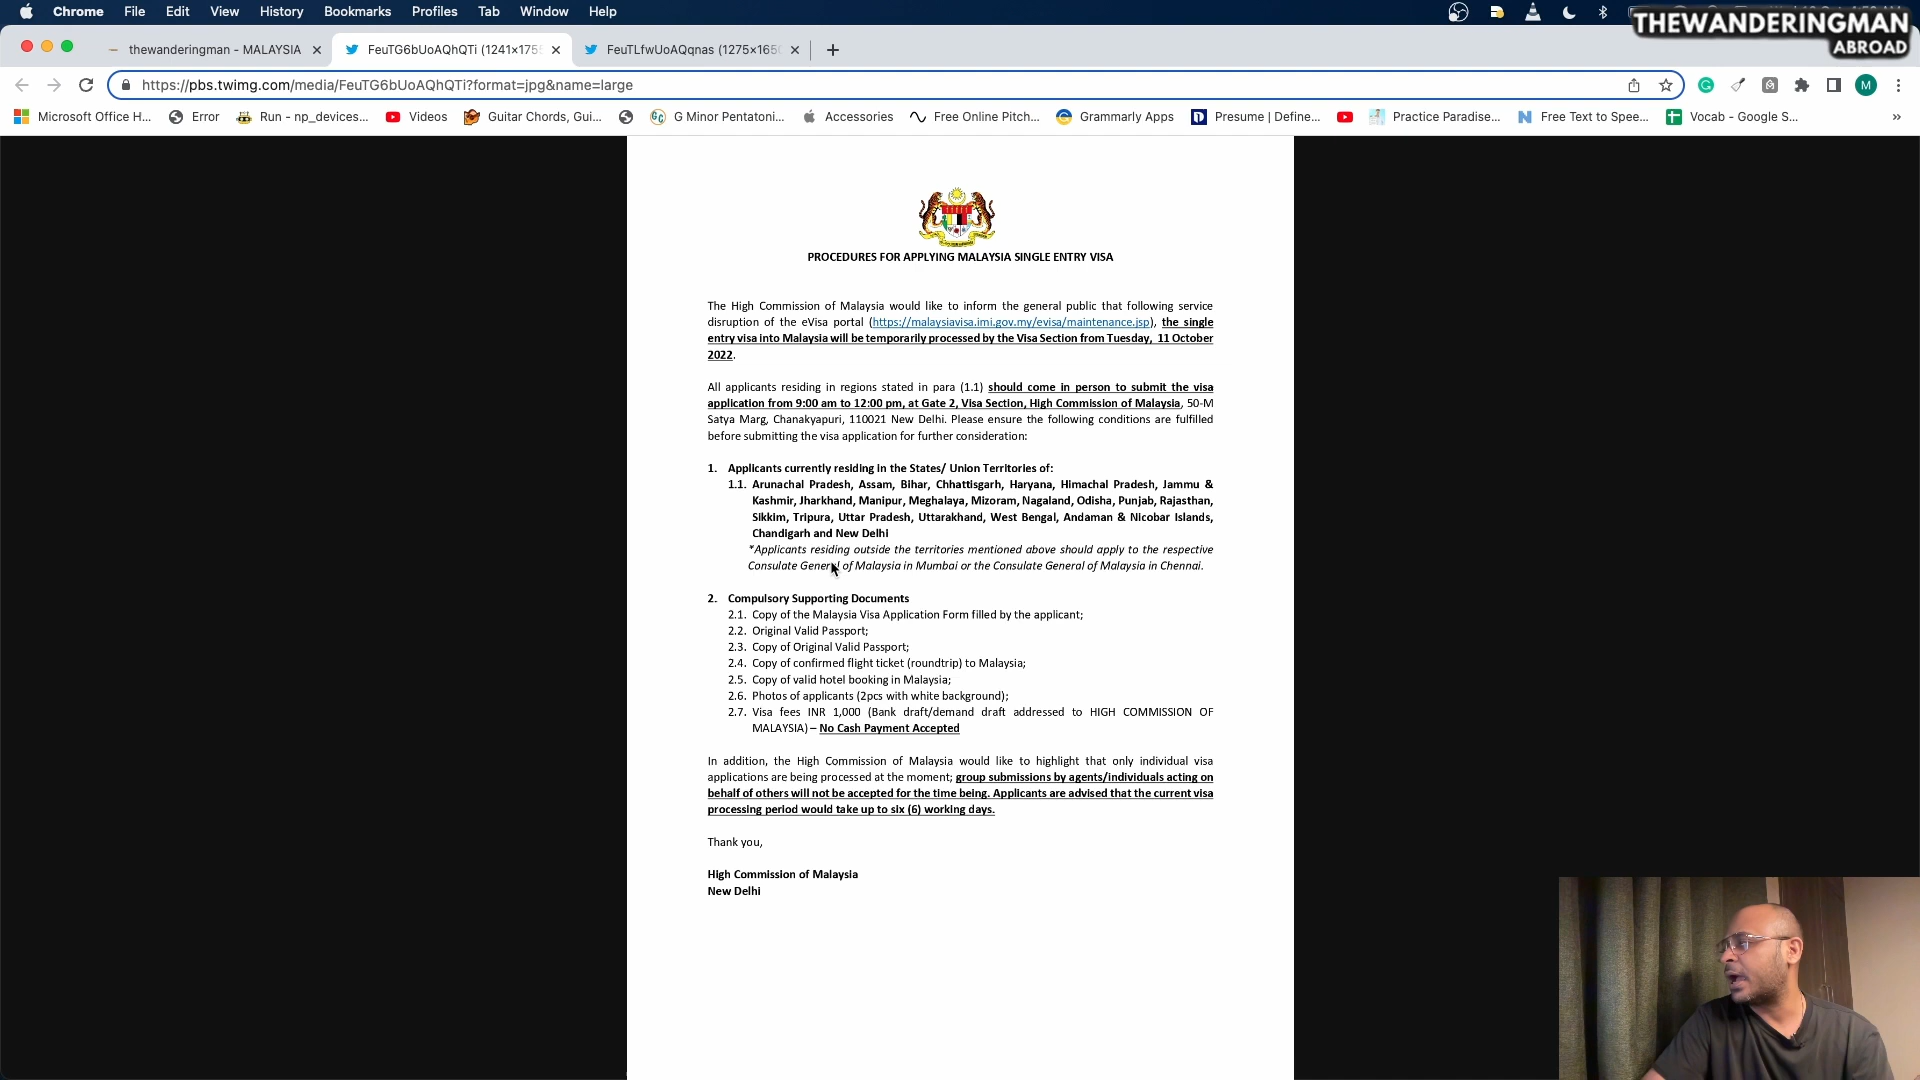 Chrome File Edit View History Bookmarks Profiles Tab Window Help
THEWANDERINGMAN
ABROAD
thewanderingman - MALAYSIA
FeuTG6bUoAQhQTi (1241×1755
FeuTLfwUoAQqnas (1275×1650
https://pbs.twimg.com/media/FeuTG6bUoAQhQTi?format=jpg&name=large
M
Microsoft Office H... Error Run - np_devices... Videos Guitar Chords, Gui... G Minor Pentatoni... Accessories Free Online Pitch... Grammarly Apps Presume | Define... Practice Paradise... Free Text to Spee... Vocab - Google S... »
PROCEDURES FOR APPLYING MALAYSIA SINGLE ENTRY VISA
The High Commission of Malaysia would like to inform the general public that following service
disruption of the eVisa portal (https://malaysiavisa.imi.gov.my/evisa/maintenance.jsp), the single
entry visa into Malaysia will be temporarily processed by the Visa Section from Tuesday, 11 October
2022.
All applicants residing in regions stated in para (1.1) should come in person to submit the visa
application from 9:00 am to 12:00 pm, at Gate 2, Visa Section, High Commission of Malaysia, 50-M
Satya Marg, Chanakyapuri, 110021 New Delhi. Please ensure the following conditions are fulfilled
before submitting the visa application for further consideration:
1. Applicants currently residing in the States/ Union Territories of:
1.1. Arunachal Pradesh, Assam, Bihar, Chhattisgarh, Haryana, Himachal Pradesh, Jammu &
Kashmir, Jharkhand, Manipur, Meghalaya, Mizoram, Nagaland, Odisha, Punjab, Rajasthan,
Sikkim, Tripura, Uttar Pradesh, Uttarakhand, West Bengal, Andaman & Nicobar Islands,
Chandigarh and New Delhi
*Applicants residing outside the territories mentioned above should apply to the respective
Consulate General of Malaysia in Mumbai or the Consulate General of Malaysia in Chennai.
2. Compulsory Supporting Documents
2.1. Copy of the Malaysia Visa Application Form filled by the applicant;
2.2. Original Valid Passport;
2.3. Copy of Original Valid Passport;
2.4. Copy of confirmed flight ticket (roundtrip) to Malaysia;
2.5. Copy of valid hotel booking in Malaysia;
2.6. Photos of applicants (2pcs with white background);
2.7. Visa fees INR 1,000 (Bank draft/demand draft addressed to HIGH COMMISSION OF
MALAYSIA) – No Cash Payment Accepted
In addition, the High Commission of Malaysia would like to highlight that only individual visa
applications are being processed at the moment; group submissions by agents/individuals acting on
behalf of others will not be accepted for the time being. Applicants are advised that the current visa
processing period would take up to six (6) working days.
Thank you,
High Commission of Malaysia
New Delhi